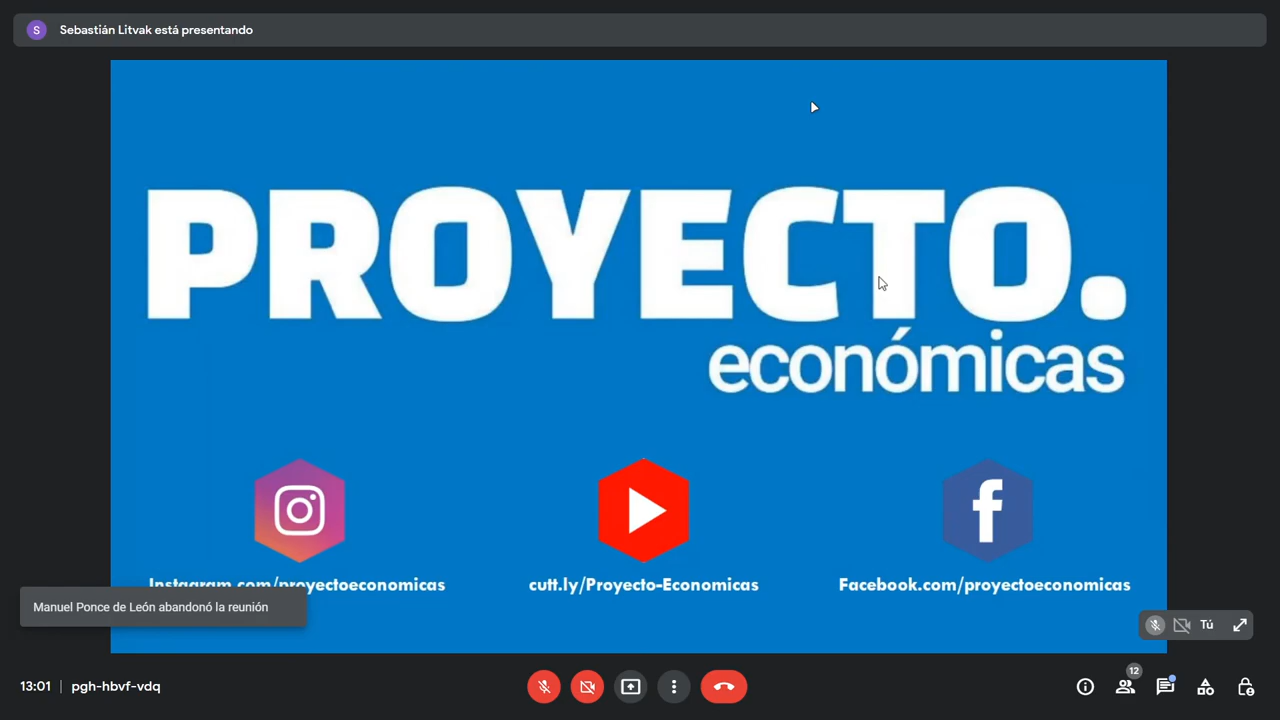 S
Sebastián Litvak está presentando
PROYECTO.
económicas
Instagram.com/proyectoeconomicas
cutt.ly/Proyecto-Economicas
Facebook.com/proyectoeconomicas
Manuel Ponce de León abandonó la reunión
Tú
13:01 | pgh-hbvf-vdq
12